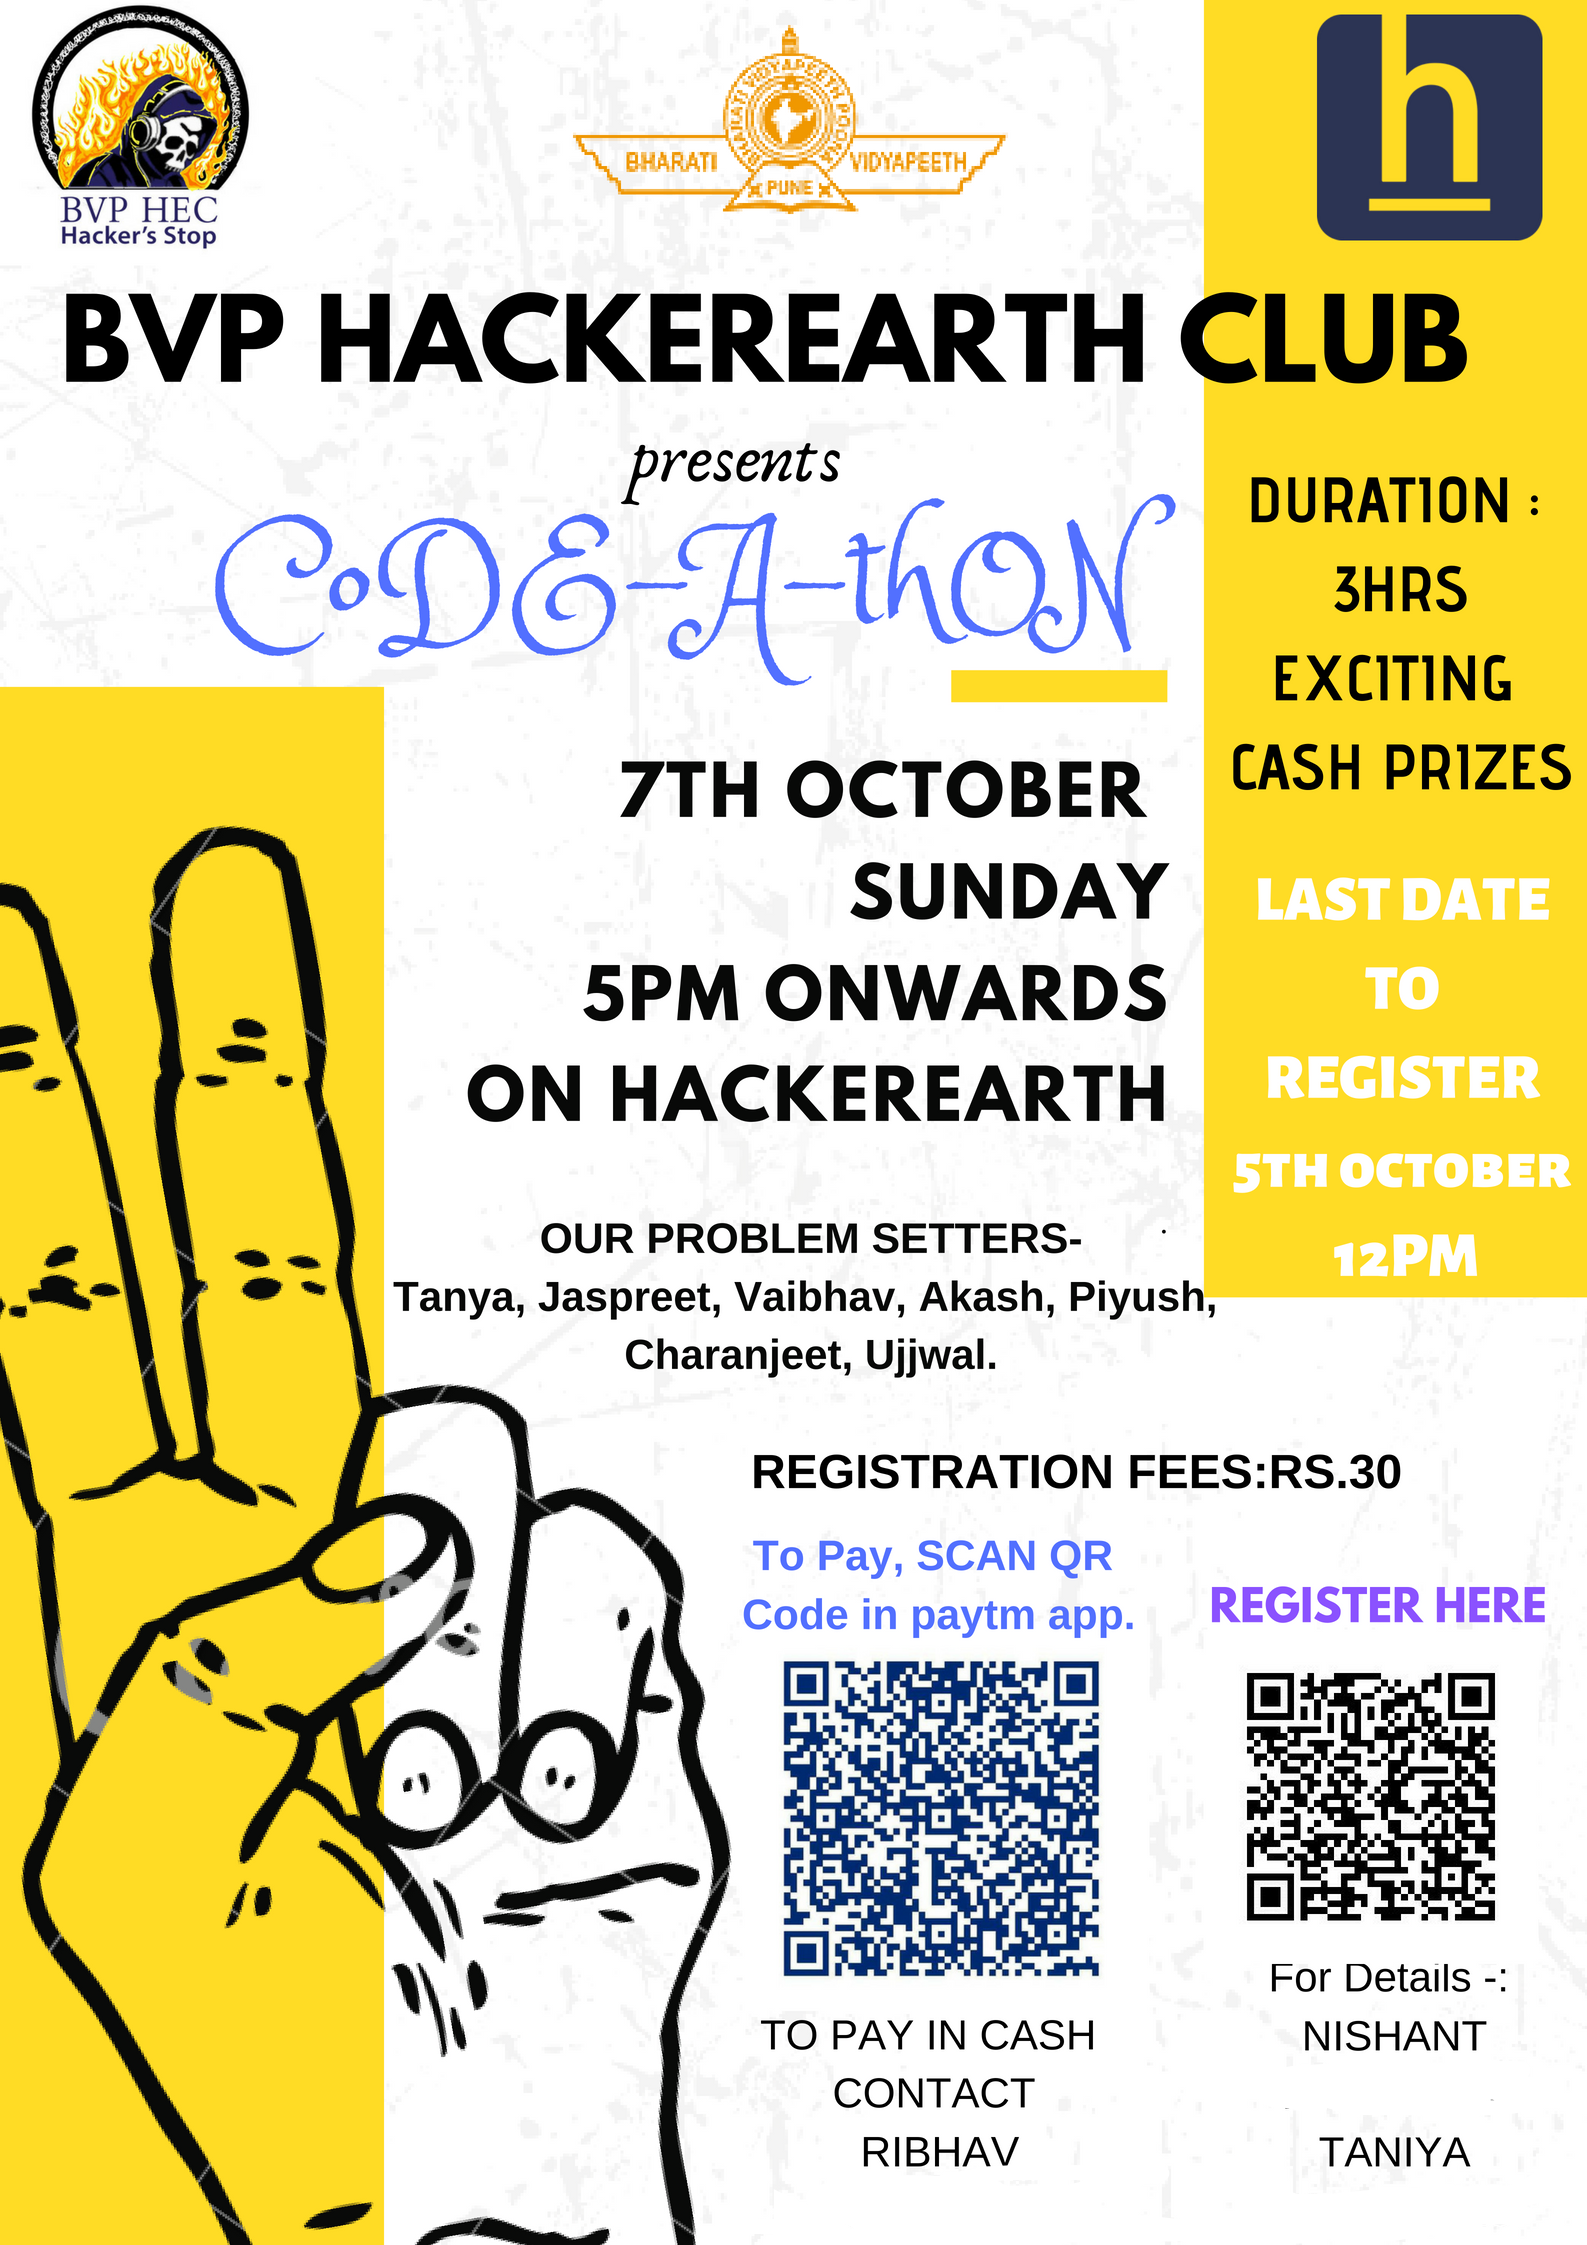 BVP HEC
Hacker's Stop
BHARATI VIDYAPEETH POONA
BHARATI
VIDYAPEETH
PUNE
h
BVP HACKEREARTH CLUB
presents
CoDE-A-thON
7TH OCTOBER
SUNDAY
5PM ONWARDS
ON HACKEREARTH
DURATION :
3HRS
EXCITING
CASH PRIZES
LAST DATE
TO
REGISTER
5TH OCTOBER
12PM
OUR PROBLEM SETTERS-
Tanya, Jaspreet, Vaibhav, Akash, Piyush,
Charanjeet, Ujjwal.
REGISTRATION FEES:RS.30
To Pay, SCAN QR
Code in paytm app.
TO PAY IN CASH
CONTACT
RIBHAV
REGISTER HERE
For Details -:
NISHANT
TANIYA